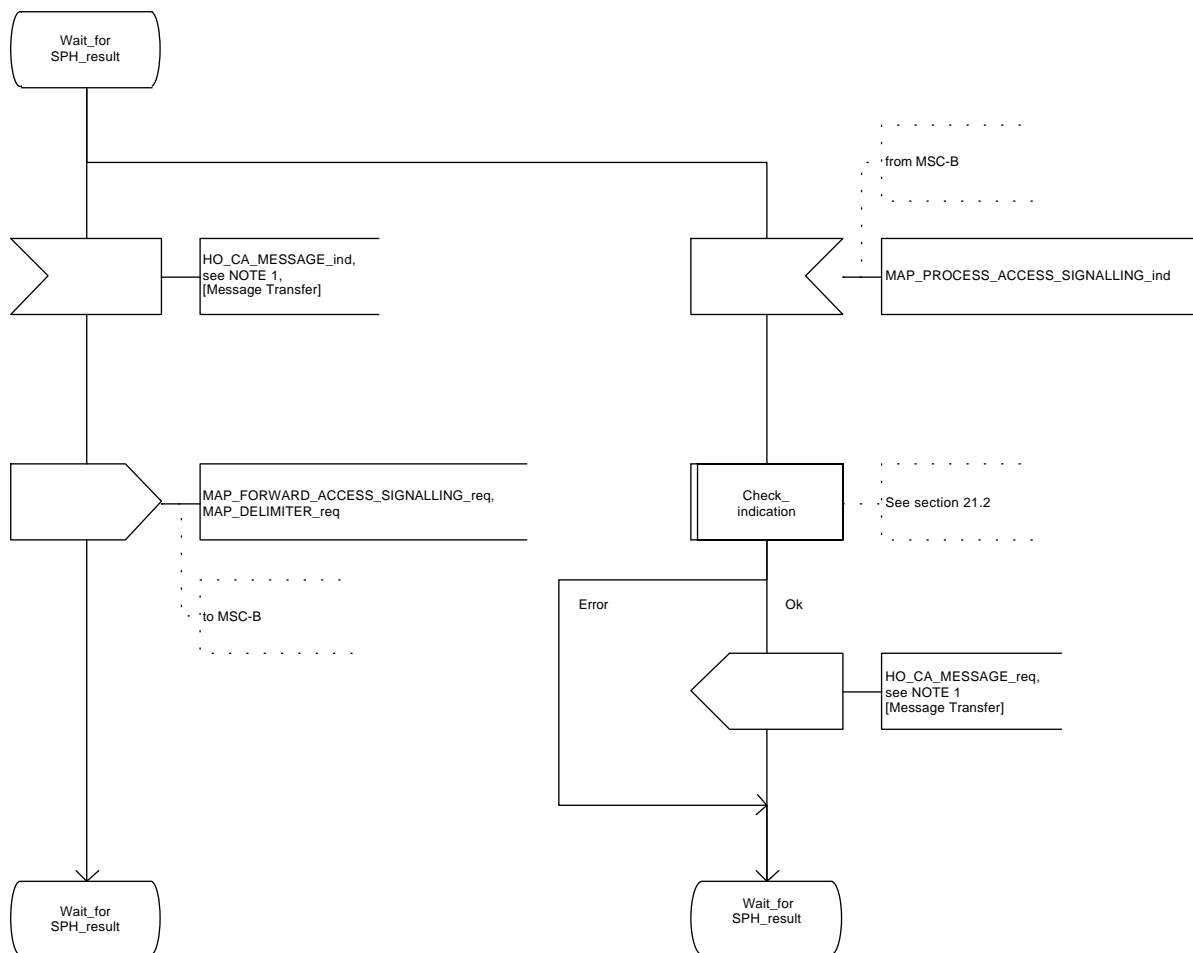 Wait_for
SPH_result
from MSC-B
HO_CA_MESSAGE_ind,
see NOTE 1,
[Message Transfer]
MAP_PROCESS_ACCESS_SIGNALLING_ind
MAP_FORWARD_ACCESS_SIGNALLING_req,
MAP_DELIMITER_req
Check_
indication
See section 21.2
to MSC-B
Error
Ok
HO_CA_MESSAGE_req,
see NOTE 1
[Message Transfer]
Wait_for
SPH_result
Wait_for
SPH_result